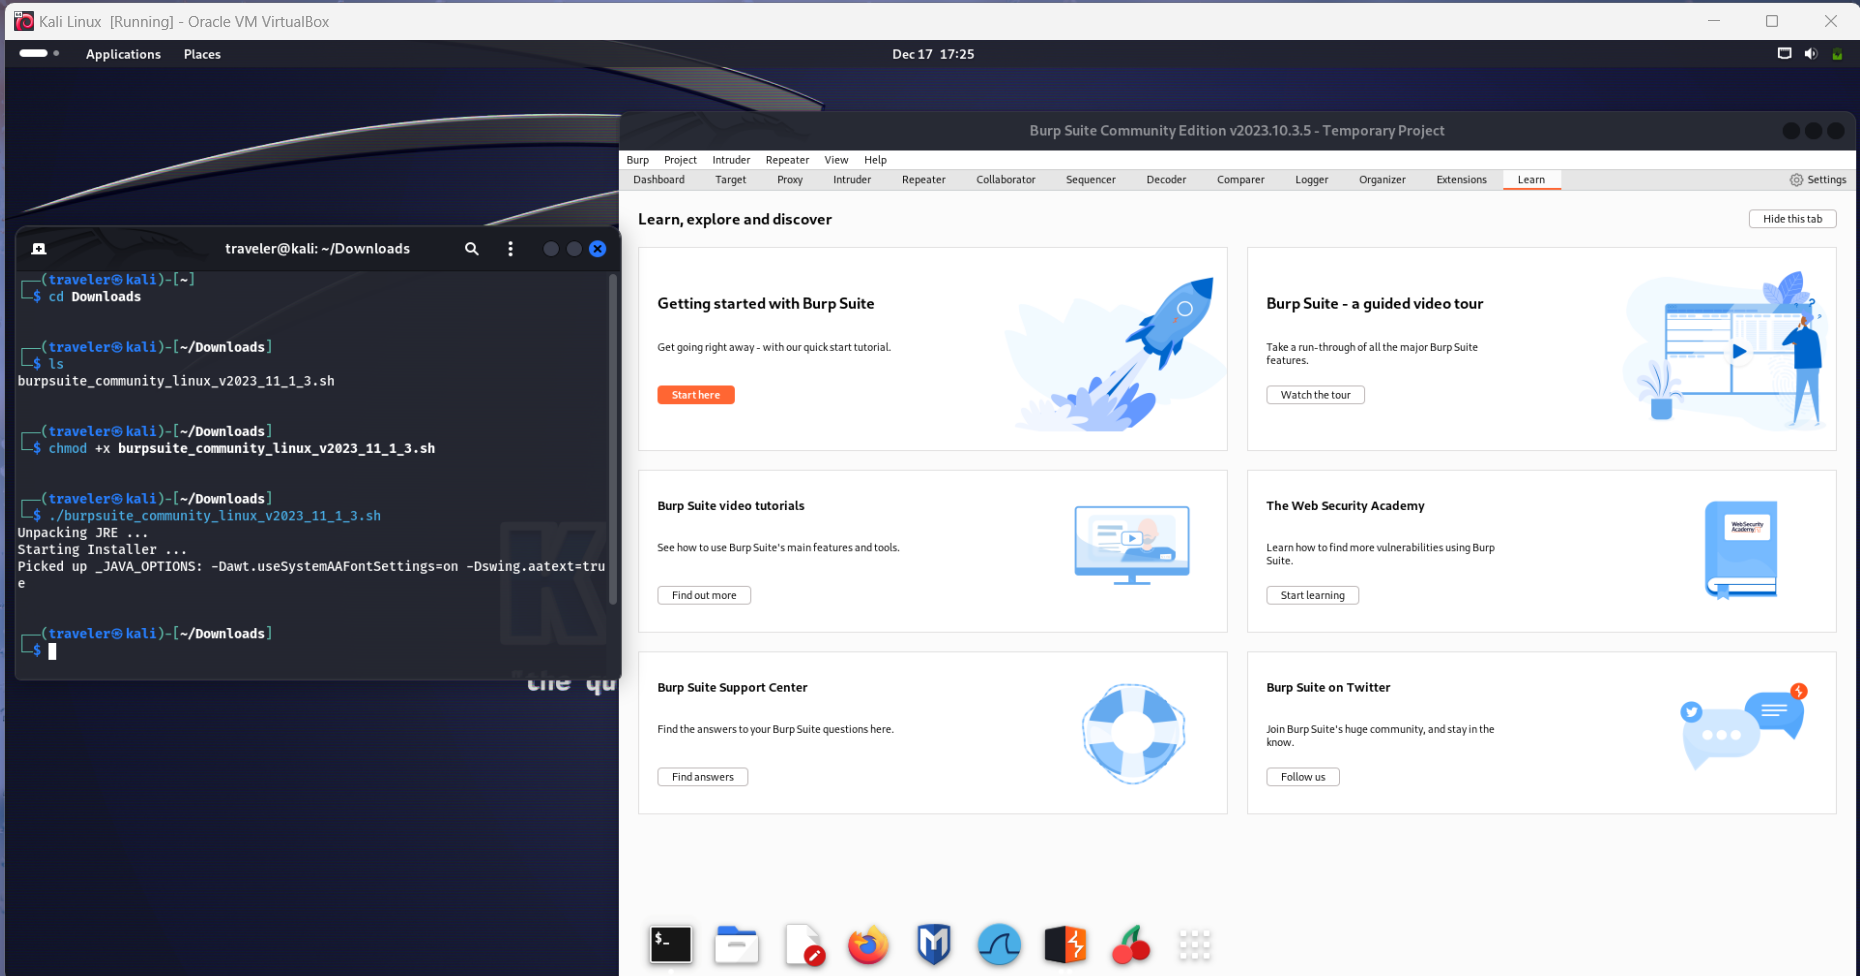 Kali Linux [Running] - Oracle VM VirtualBox
Applications Places Dec 17 17:25
traveler@kali: ~/Downloads
┌──(traveler㉿kali)-[~]
└─$ cd Downloads
┌──(traveler㉿kali)-[~/Downloads]
└─$ ls
burpsuite_community_linux_v2023_11_1_3.sh
┌──(traveler㉿kali)-[~/Downloads]
└─$ chmod +x burpsuite_community_linux_v2023_11_1_3.sh
┌──(traveler㉿kali)-[~/Downloads]
└─$ ./burpsuite_community_linux_v2023_11_1_3.sh
Unpacking JRE ...
Starting Installer ...
Picked up _JAVA_OPTIONS: -Dawt.useSystemAAFontSettings=on -Dswing.aatext=tru
e
┌──(traveler㉿kali)-[~/Downloads]
└─$
"the qu
Burp Suite Community Edition v2023.10.3.5 - Temporary Project
Burp Project Intruder Repeater View Help
Dashboard Target Proxy Intruder Repeater Collaborator Sequencer Decoder Comparer Logger Organizer Extensions Learn Settings
Learn, explore and discover
Hide this tab
Getting started with Burp Suite
Get going right away - with our quick start tutorial.
Start here
Burp Suite - a guided video tour
Take a run-through of all the major Burp Suite
features.
Watch the tour
Burp Suite video tutorials
See how to use Burp Suite's main features and tools.
Find out more
The Web Security Academy
Learn how to find more vulnerabilities using Burp
Suite.
Start learning
WebSecurity
Academy
Burp Suite Support Center
Find the answers to your Burp Suite questions here.
Find answers
Burp Suite on Twitter
Join Burp Suite's huge community, and stay in the
know.
Follow us
$_